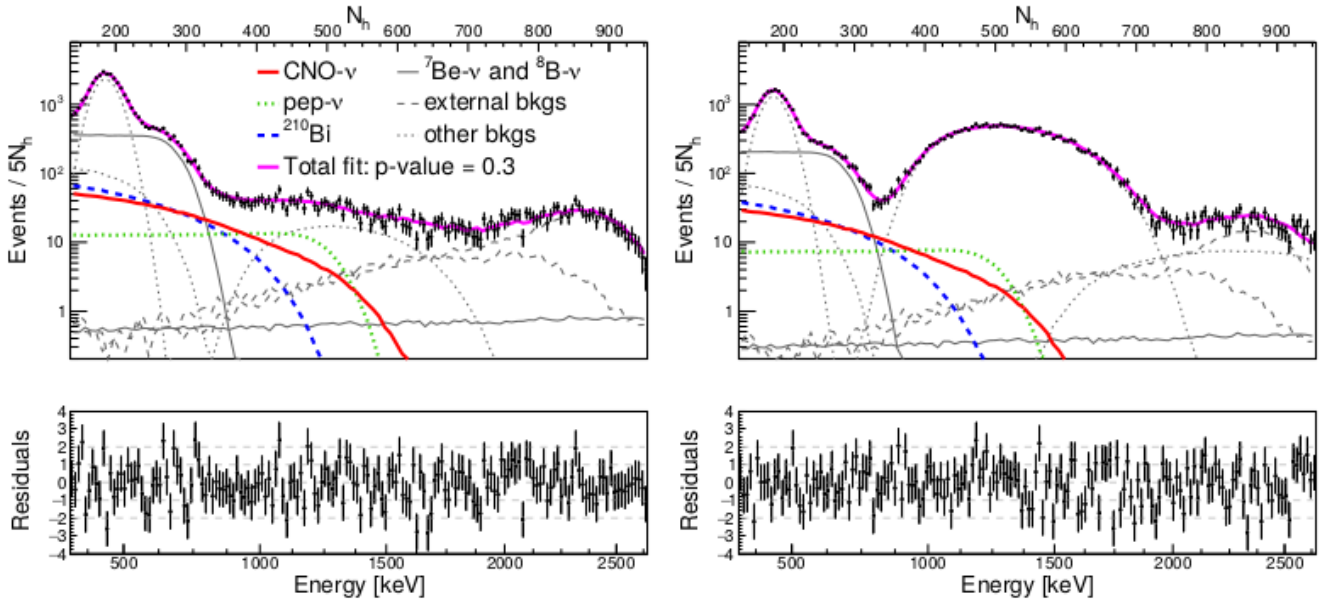 N_h
200 300 400 500 600 700 800 900
CNO-ν
pep-ν
²¹⁰Bi
Total fit: p-value = 0.3
⁷Be-ν and ⁸B-ν
external bkgs
other bkgs
Events / 5N_h
10³
10²
10
1
Residuals
4
3
2
1
0
−1
−2
−3
−4
500 1000 1500 2000 2500
Energy [keV]
N_h
200 300 400 500 600 700 800 900
Events / 5N_h
10³
10²
10
1
Residuals
4
3
2
1
0
−1
−2
−3
−4
500 1000 1500 2000 2500
Energy [keV]